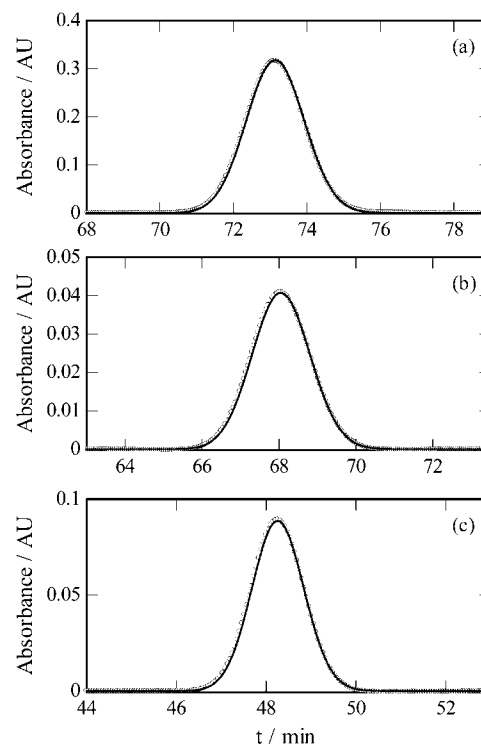 (a)
Absorbance / AU
0.4
0.3
0.2
0.1
0
68 70 72 74 76 78
(b)
Absorbance / AU
0.05
0.04
0.03
0.02
0.01
0
64 66 68 70 72
(c)
Absorbance / AU
0.1
0.05
0
44 46 48 50 52
t / min